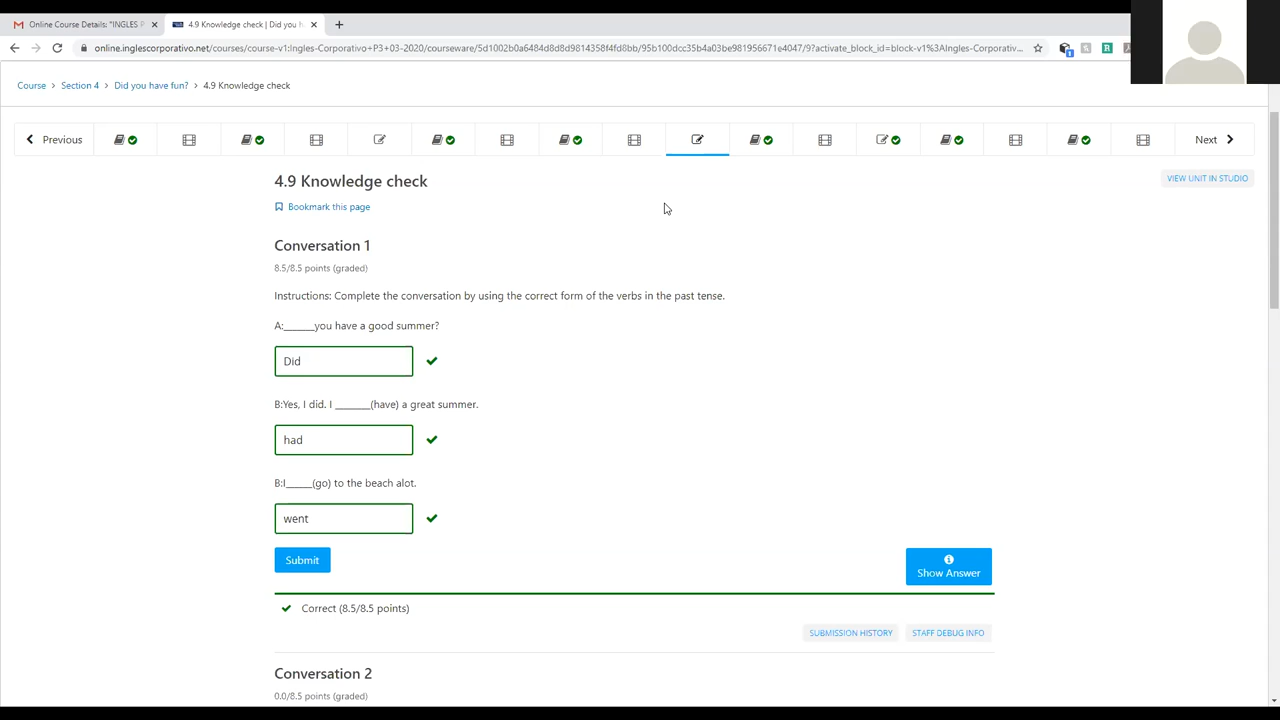 Online Course Details: "INGLES P
4.9 Knowledge check | Did you h
online.inglescorporativo.net/courses/course-v1:Ingles-Corporativo+P3+03-2020/courseware/5d1002b0a6484d8d8d9814358f4fd8bb/95b100dcc35b4a03be981956671e4047/9?activate_block_id=block-v1%3AIngles-Corporativ...
Course > Section 4 > Did you have fun? > 4.9 Knowledge check
Previous
Next
4.9 Knowledge check
VIEW UNIT IN STUDIO
Bookmark this page
Conversation 1
8.5/8.5 points (graded)
Instructions: Complete the conversation by using the correct form of the verbs in the past tense.
A:______you have a good summer?
Did
B:Yes, I did. I _______(have) a great summer.
had
B:I_____(go) to the beach alot.
went
Submit
Show Answer
Correct (8.5/8.5 points)
SUBMISSION HISTORY
STAFF DEBUG INFO
Conversation 2
0.0/8.5 points (graded)